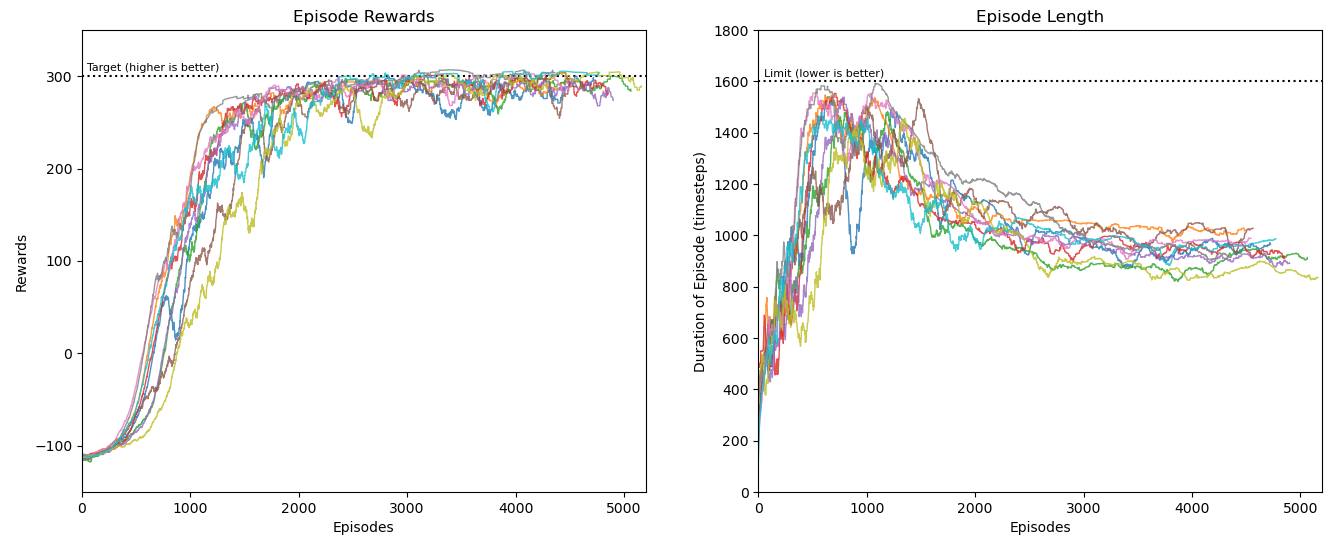 Episode Rewards
Target (higher is better)
300
200
100
0
−100
Rewards
0 1000 2000 3000 4000 5000
Episodes
Episode Length
Limit (lower is better)
1800
1600
1400
1200
1000
800
600
400
200
0
Duration of Episode (timesteps)
0 1000 2000 3000 4000 5000
Episodes